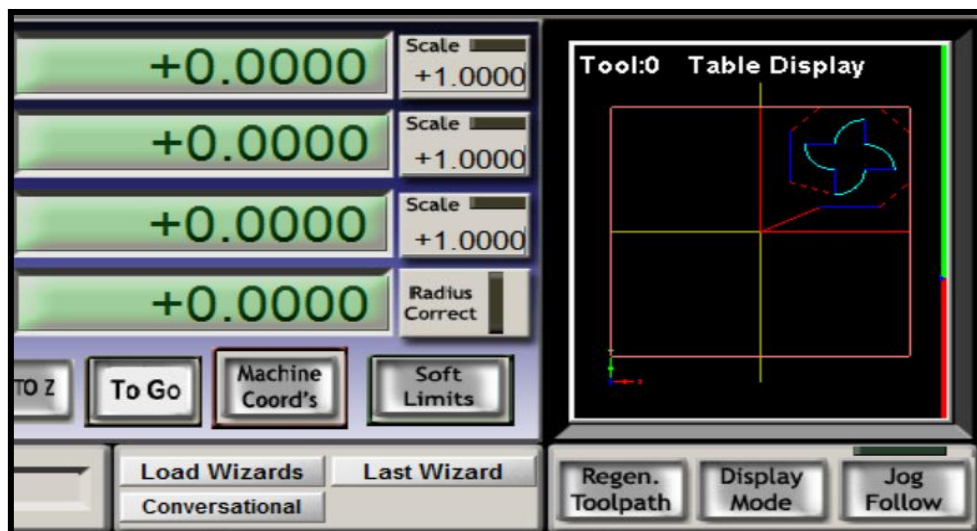 +0.0000
Scale
+1.0000
+0.0000
Scale
+1.0000
+0.0000
Scale
+1.0000
+0.0000
Radius
Correct
TO Z
To Go
Machine
Coord's
Soft
Limits
Load Wizards
Last Wizard
Conversational
Tool:0 Table Display
Regen.
Toolpath
Display
Mode
Jog
Follow